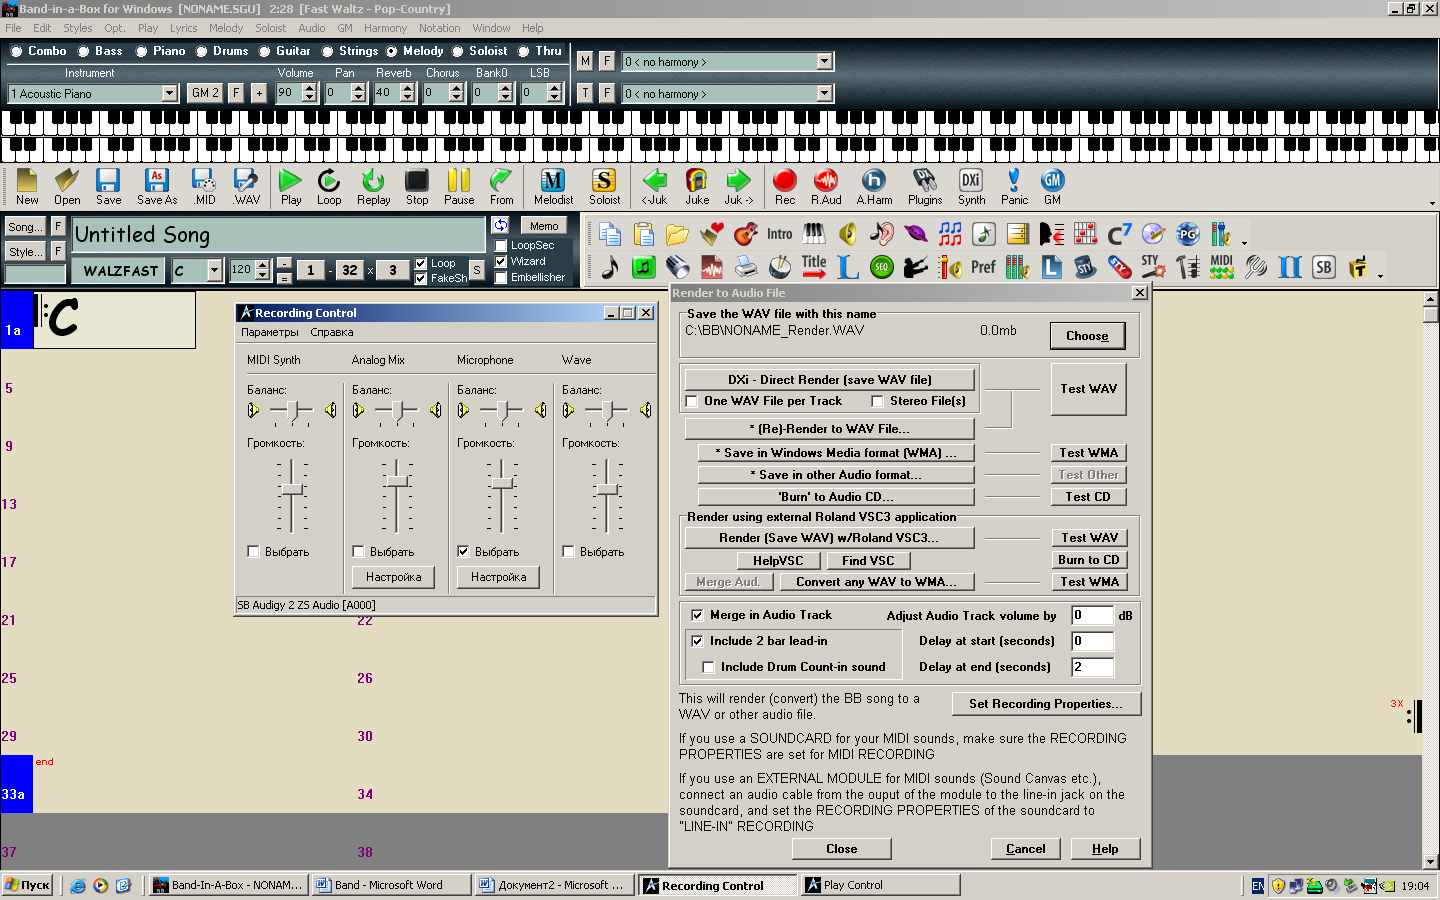 Band-in-a-Box for Windows [NONAME.SGU] 2:28 [Fast Waltz - Pop-Country]
File Edit Styles Opt. Play Lyrics Melody Soloist Audio GM Harmony Notation Window Help
Combo Bass Piano Drums Guitar Strings Melody Soloist Thru
Instrument Volume Pan Reverb Chorus Bank0 LSB
M F 0 < no harmony >
1 Acoustic Piano GM 2 F + 90 0 40 0 0 0
T F 0 < no harmony >
New Open Save Save As .MID .WAV Play Loop Replay Stop Pause From Melodist Soloist <-Juk Juke Juk -> Rec R.Aud A.Harm Plugins Synth Panic GM
Song... F Untitled Song Memo
LoopSec
Style... F
WALZFAST C 120 1 - 32 x 3 Loop Wizard
FakeSh S Embellisher
Intro
Title Pref MIDI SB
1a C
5
9
13
17
21 22
25 26
29 30
end
33a 34
37 38
3X
Recording Control
Параметры Справка
MIDI Synth Analog Mix Microphone Wave
Баланс: Баланс: Баланс: Баланс:
Громкость: Громкость: Громкость: Громкость:
Выбрать Выбрать Выбрать Выбрать
Настройка Настройка
SB Audigy 2 ZS Audio [A000]
Render to Audio File
Save the WAV file with this name
C:\BB\NONAME_Render.WAV 0.0mb Choose
DXi - Direct Render (save WAV file) Test WAV
One WAV File per Track Stereo File(s)
* (Re)-Render to WAV File...
* Save in Windows Media format (WMA) ... Test WMA
* Save in other Audio format... Test Other
'Burn' to Audio CD... Test CD
Render using external Roland VSC3 application
Render (Save WAV) w/Roland VSC3... Test WAV
HelpVSC Find VSC Burn to CD
Merge Aud. Convert any WAV to WMA... Test WMA
Merge in Audio Track Adjust Audio Track volume by 0 dB
Include 2 bar lead-in Delay at start (seconds) 0
Include Drum Count-in sound Delay at end (seconds) 2
This will render (convert) the BB song to a
WAV or other audio file.
Set Recording Properties...
If you use a SOUNDCARD for your MIDI sounds, make sure the RECORDING
PROPERTIES are set for MIDI RECORDING
If you use an EXTERNAL MODULE for MIDI sounds (Sound Canvas etc.),
connect an audio cable from the ouput of the module to the line-in jack on the
soundcard, and set the RECORDING PROPERTIES of the soundcard to
"LINE-IN" RECORDING
Close Cancel Help
Пуск Band-In-A-Box - NONAM... Band - Microsoft Word Документ2 - Microsoft ... Recording Control Play Control EN 19:04